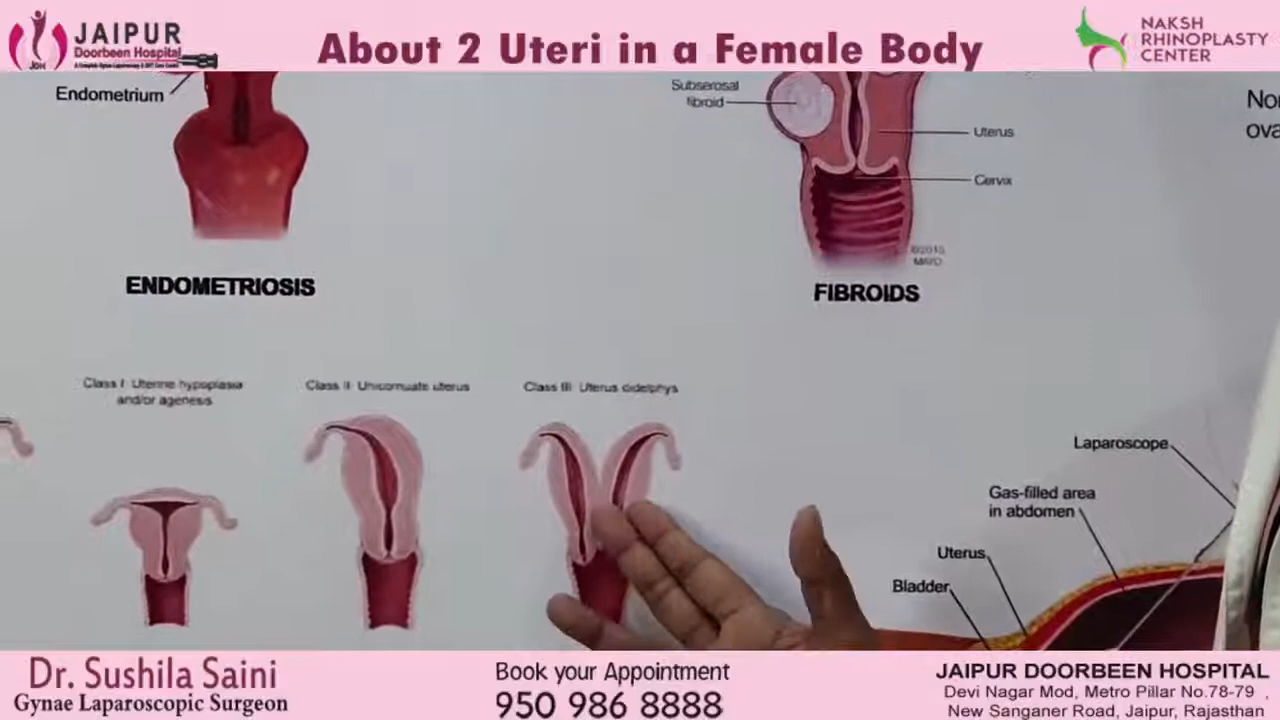 JAIPUR
Doorbeen Hospital
JDH
About 2 Uteri in a Female Body
NAKSH
RHINOPLASTY
CENTER
Endometrium
Subserosal
fibroid
Uterus
Cervix
©2015
MAYO
ENDOMETRIOSIS
FIBROIDS
Class I: Uterine hypoplasia
and/or agenesis
Class II: Unicornuate uterus
Class III: Uterus didelphys
Laparoscope
Gas-filled area
in abdomen
Uterus
Bladder
Dr. Sushila Saini
Gynae Laparoscopic Surgeon
Book your Appointment
950 986 8888
JAIPUR DOORBEEN HOSPITAL
Devi Nagar Mod, Metro Pillar No.78-79 ,
New Sanganer Road, Jaipur, Rajasthan